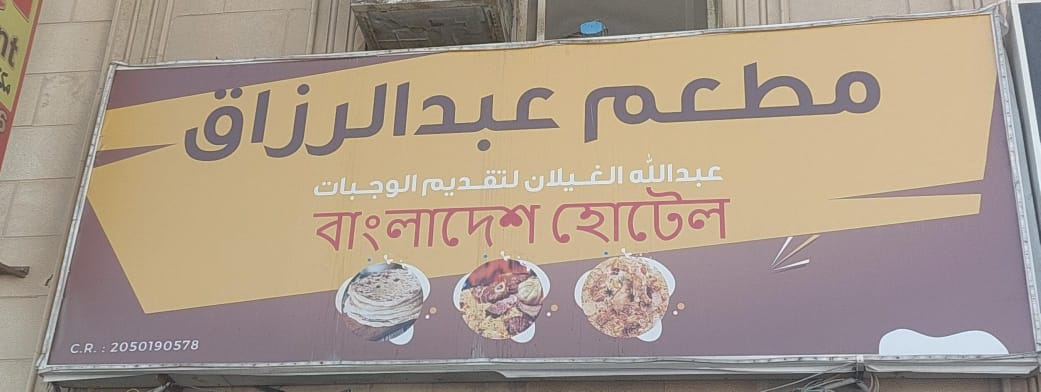 مطعم عبدالرزاق
عبدالله الغيلان لتقديم الوجبات
বাংলাদেশ হোটেল
C.R. : 2050190578